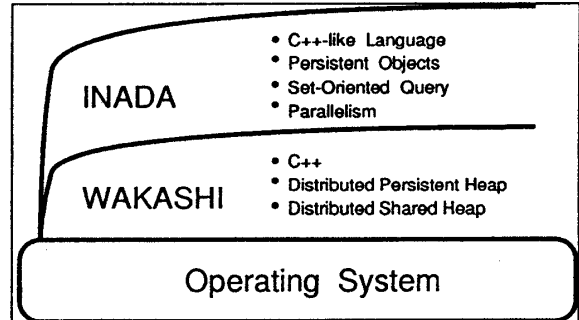 INADA
• C++-like Language
• Persistent Objects
• Set-Oriented Query
• Parallelism
WAKASHI
• C++
• Distributed Persistent Heap
• Distributed Shared Heap
Operating System